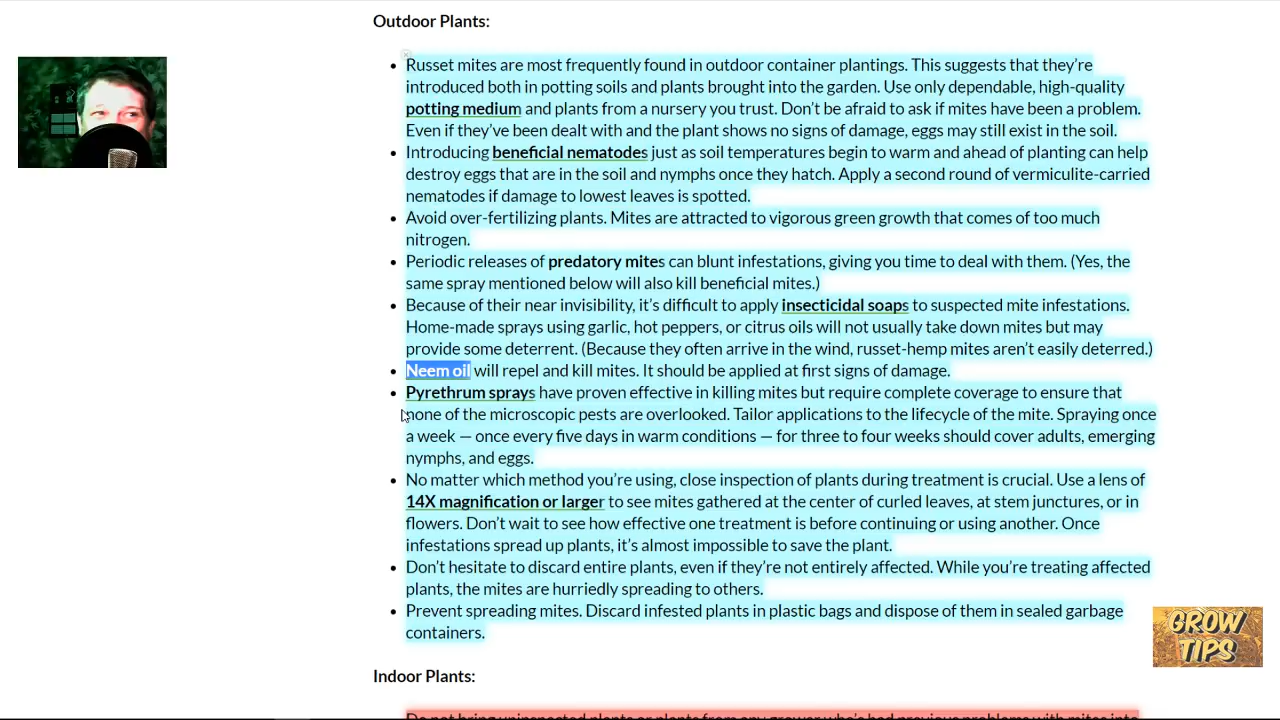 Outdoor Plants:
Russet mites are most frequently found in outdoor container plantings. This suggests that they’re
introduced both in potting soils and plants brought into the garden. Use only dependable, high-quality
potting medium and plants from a nursery you trust. Don’t be afraid to ask if mites have been a problem.
Even if they’ve been dealt with and the plant shows no signs of damage, eggs may still exist in the soil.
Introducing beneficial nematodes just as soil temperatures begin to warm and ahead of planting can help
destroy eggs that are in the soil and nymphs once they hatch. Apply a second round of vermiculite-carried
nematodes if damage to lowest leaves is spotted.
Avoid over-fertilizing plants. Mites are attracted to vigorous green growth that comes of too much
nitrogen.
Periodic releases of predatory mites can blunt infestations, giving you time to deal with them. (Yes, the
same spray mentioned below will also kill beneficial mites.)
Because of their near invisibility, it’s difficult to apply insecticidal soaps to suspected mite infestations.
Home-made sprays using garlic, hot peppers, or citrus oils will not usually take down mites but may
provide some deterrent. (Because they often arrive in the wind, russet-hemp mites aren’t easily deterred.)
Neem oil will repel and kill mites. It should be applied at first signs of damage.
Pyrethrum sprays have proven effective in killing mites but require complete coverage to ensure that
none of the microscopic pests are overlooked. Tailor applications to the lifecycle of the mite. Spraying once
a week — once every five days in warm conditions — for three to four weeks should cover adults, emerging
nymphs, and eggs.
No matter which method you’re using, close inspection of plants during treatment is crucial. Use a lens of
14X magnification or larger to see mites gathered at the center of curled leaves, at stem junctures, or in
flowers. Don’t wait to see how effective one treatment is before continuing or using another. Once
infestations spread up plants, it’s almost impossible to save the plant.
Don’t hesitate to discard entire plants, even if they’re not entirely affected. While you’re treating affected
plants, the mites are hurriedly spreading to others.
Prevent spreading mites. Discard infested plants in plastic bags and dispose of them in sealed garbage
containers.
GROW
TIPS
Indoor Plants:
Do not bring uninspected plants or plants from any grower who’s had previous problems with mites into